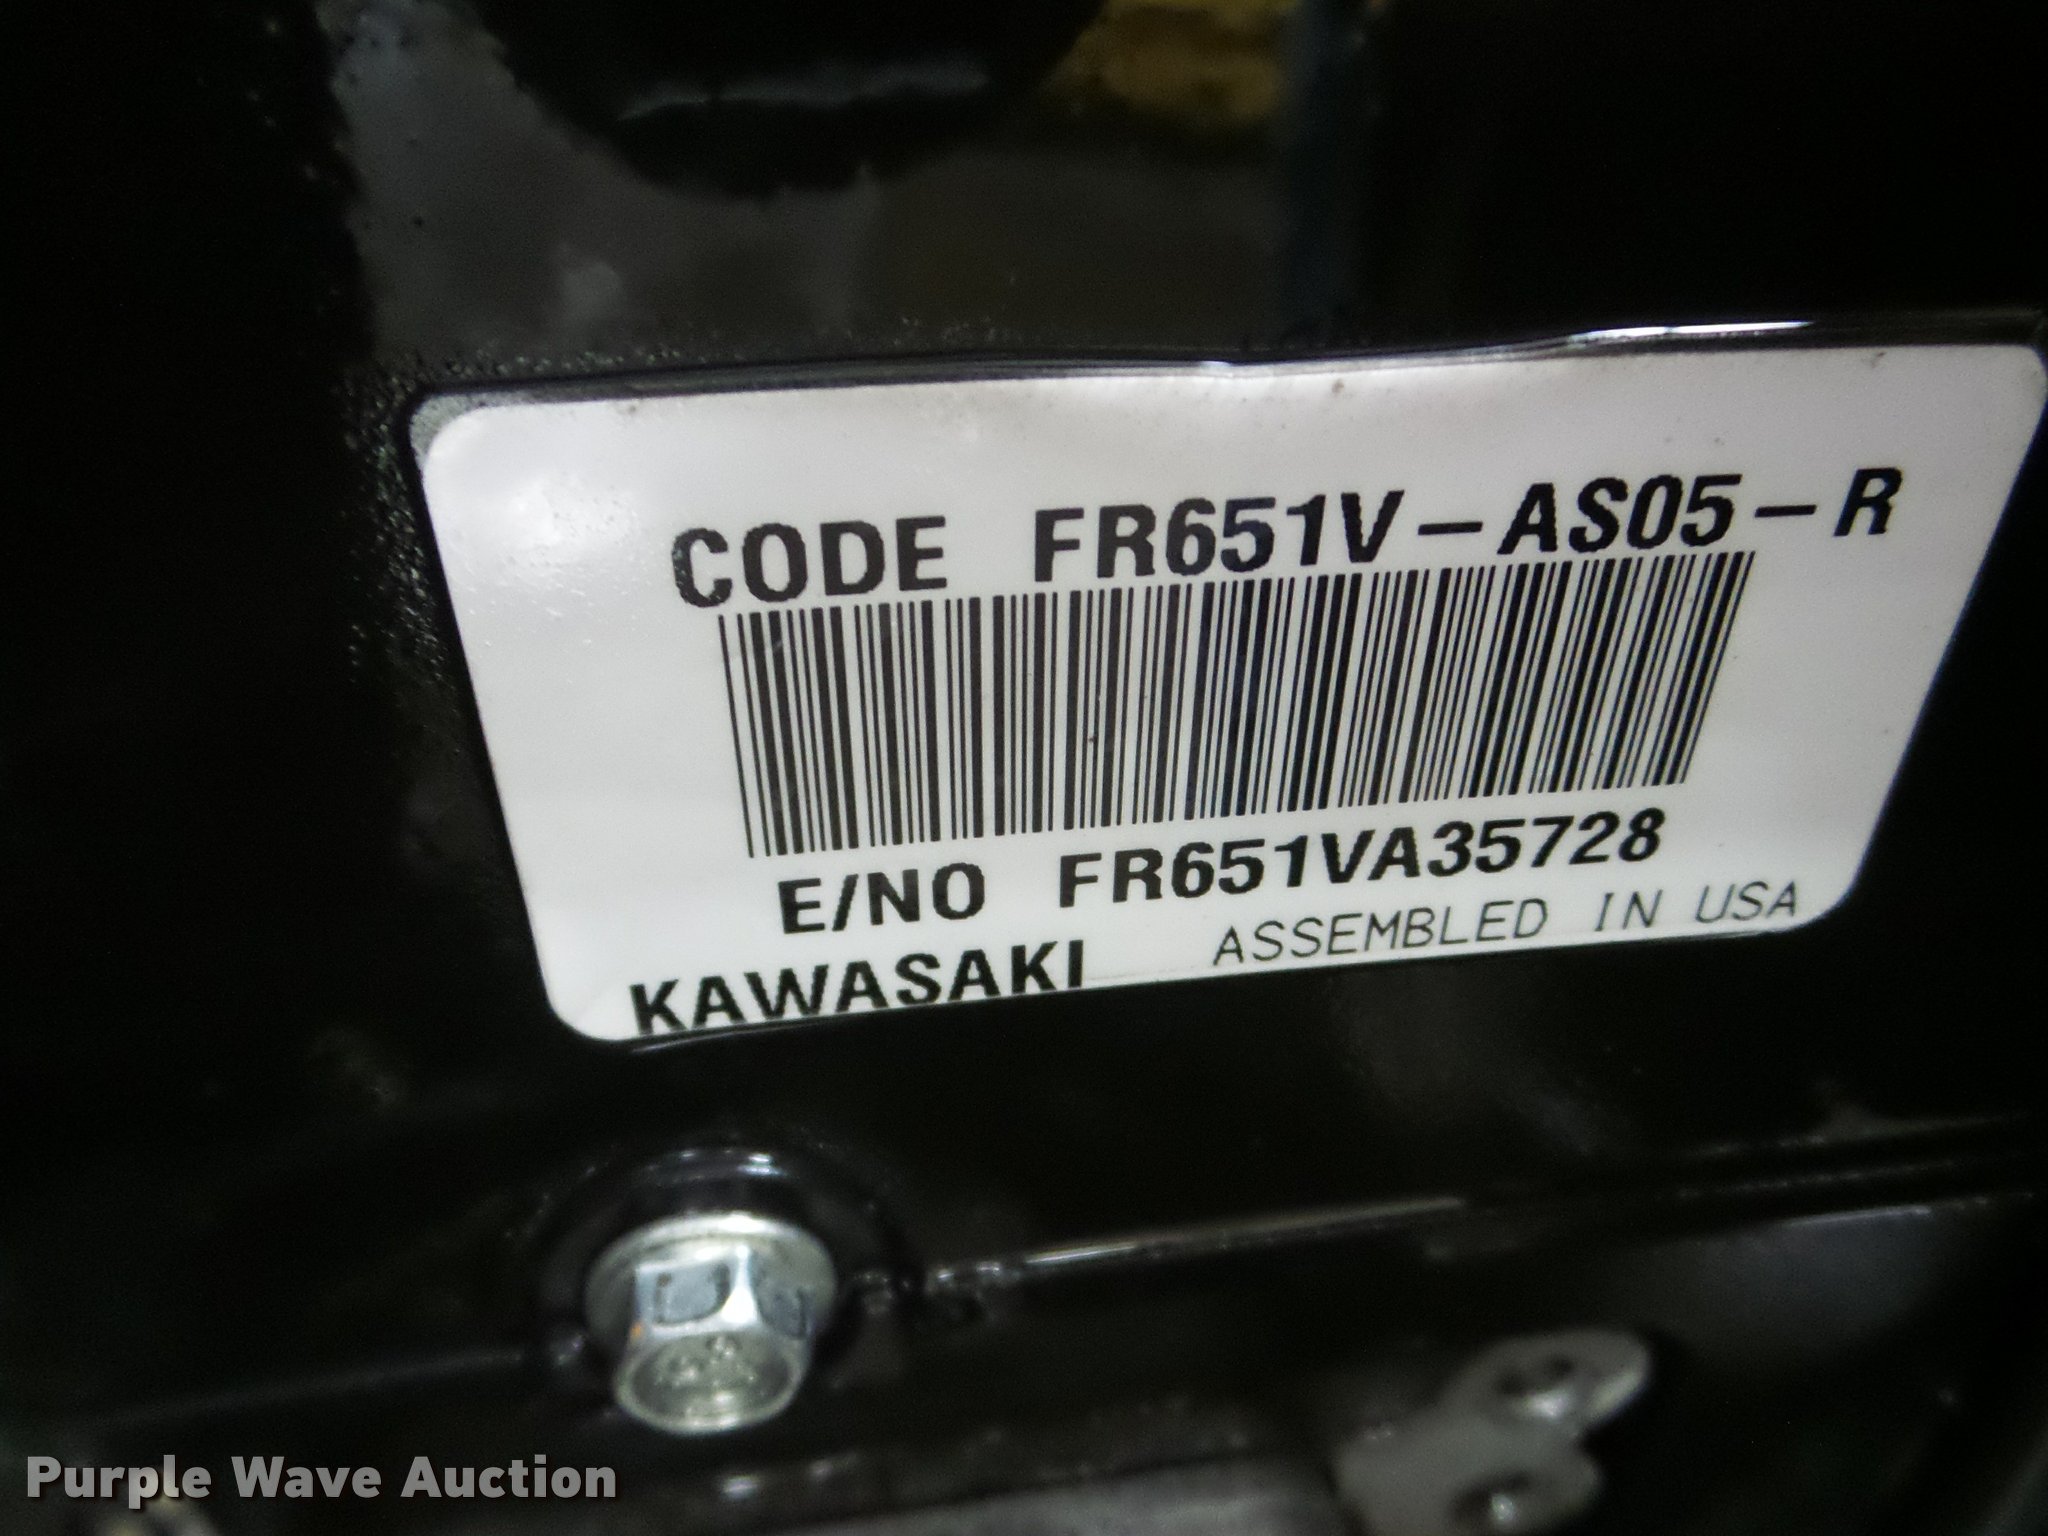 CODE FR651V-AS05-R
E/NO FR651VA35728
KAWASAKI ASSEMBLED IN USA
Purple Wave Auction